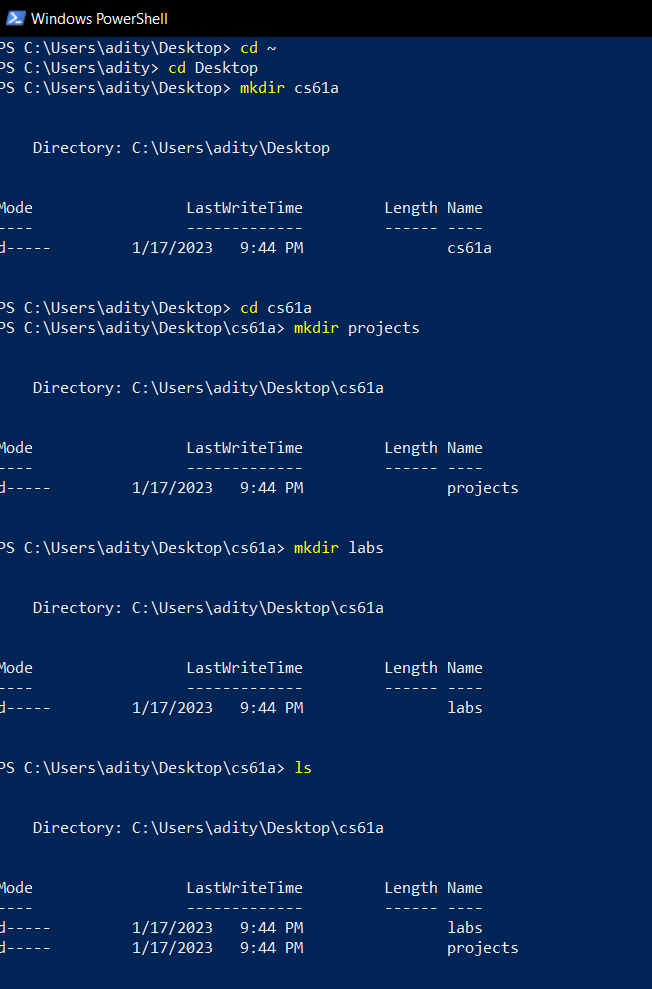 Windows PowerShell
PS C:\Users\adity\Desktop> cd ~
PS C:\Users\adity> cd Desktop
PS C:\Users\adity\Desktop> mkdir cs61a
Directory: C:\Users\adity\Desktop
Mode LastWriteTime Length Name
---- ------------- ------ ----
d----- 1/17/2023 9:44 PM cs61a
PS C:\Users\adity\Desktop> cd cs61a
PS C:\Users\adity\Desktop\cs61a> mkdir projects
Directory: C:\Users\adity\Desktop\cs61a
Mode LastWriteTime Length Name
---- ------------- ------ ----
d----- 1/17/2023 9:44 PM projects
PS C:\Users\adity\Desktop\cs61a> mkdir labs
Directory: C:\Users\adity\Desktop\cs61a
Mode LastWriteTime Length Name
---- ------------- ------ ----
d----- 1/17/2023 9:44 PM labs
PS C:\Users\adity\Desktop\cs61a> ls
Directory: C:\Users\adity\Desktop\cs61a
Mode LastWriteTime Length Name
---- ------------- ------ ----
d----- 1/17/2023 9:44 PM labs
d----- 1/17/2023 9:44 PM projects